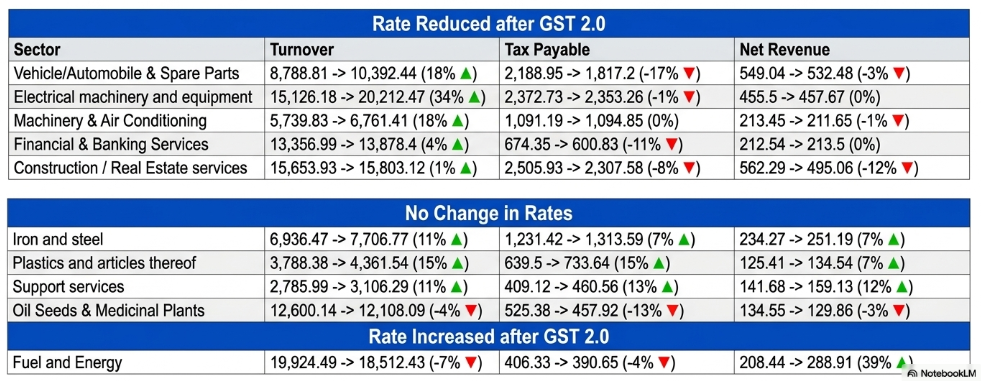 Rate Reduced after GST 2.0
Sector Turnover Tax Payable Net Revenue
Vehicle/Automobile & Spare Parts 8,788.81 -> 10,392.44 (18% ▲) 2,188.95 -> 1,817.2 (-17% ▼) 549.04 -> 532.48 (-3% ▼)
Electrical machinery and equipment 15,126.18 -> 20,212.47 (34% ▲) 2,372.73 -> 2,353.26 (-1% ▼) 455.5 -> 457.67 (0%)
Machinery & Air Conditioning 5,739.83 -> 6,761.41 (18% ▲) 1,091.19 -> 1,094.85 (0%) 213.45 -> 211.65 (-1% ▼)
Financial & Banking Services 13,356.99 -> 13,878.4 (4% ▲) 674.35 -> 600.83 (-11% ▼) 212.54 -> 213.5 (0%)
Construction / Real Estate services 15,653.93 -> 15,803.12 (1% ▲) 2,505.93 -> 2,307.58 (-8% ▼) 562.29 -> 495.06 (-12% ▼)
No Change in Rates
Iron and steel 6,936.47 -> 7,706.77 (11% ▲) 1,231.42 -> 1,313.59 (7% ▲) 234.27 -> 251.19 (7% ▲)
Plastics and articles thereof 3,788.38 -> 4,361.54 (15% ▲) 639.5 -> 733.64 (15% ▲) 125.41 -> 134.54 (7% ▲)
Support services 2,785.99 -> 3,106.29 (11% ▲) 409.12 -> 460.56 (13% ▲) 141.68 -> 159.13 (12% ▲)
Oil Seeds & Medicinal Plants 12,600.14 -> 12,108.09 (-4% ▼) 525.38 -> 457.92 (-13% ▼) 134.55 -> 129.86 (-3% ▼)
Rate Increased after GST 2.0
Fuel and Energy 19,924.49 -> 18,512.43 (-7% ▼) 406.33 -> 390.65 (-4% ▼) 208.44 -> 288.91 (39% ▲)
NotebookLM